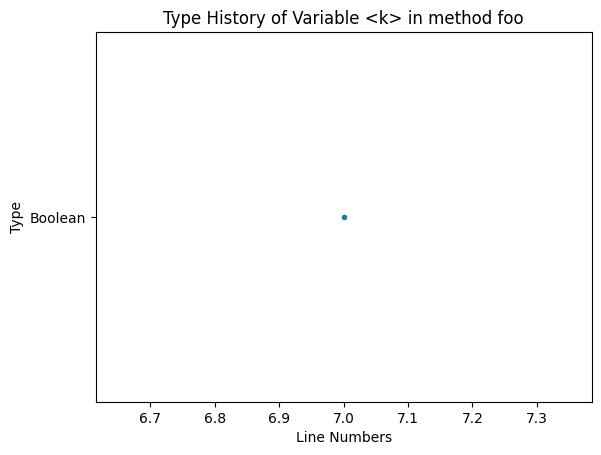 Type History of Variable <k> in method foo
Type
Boolean
6.7 6.8 6.9 7.0 7.1 7.2 7.3
Line Numbers